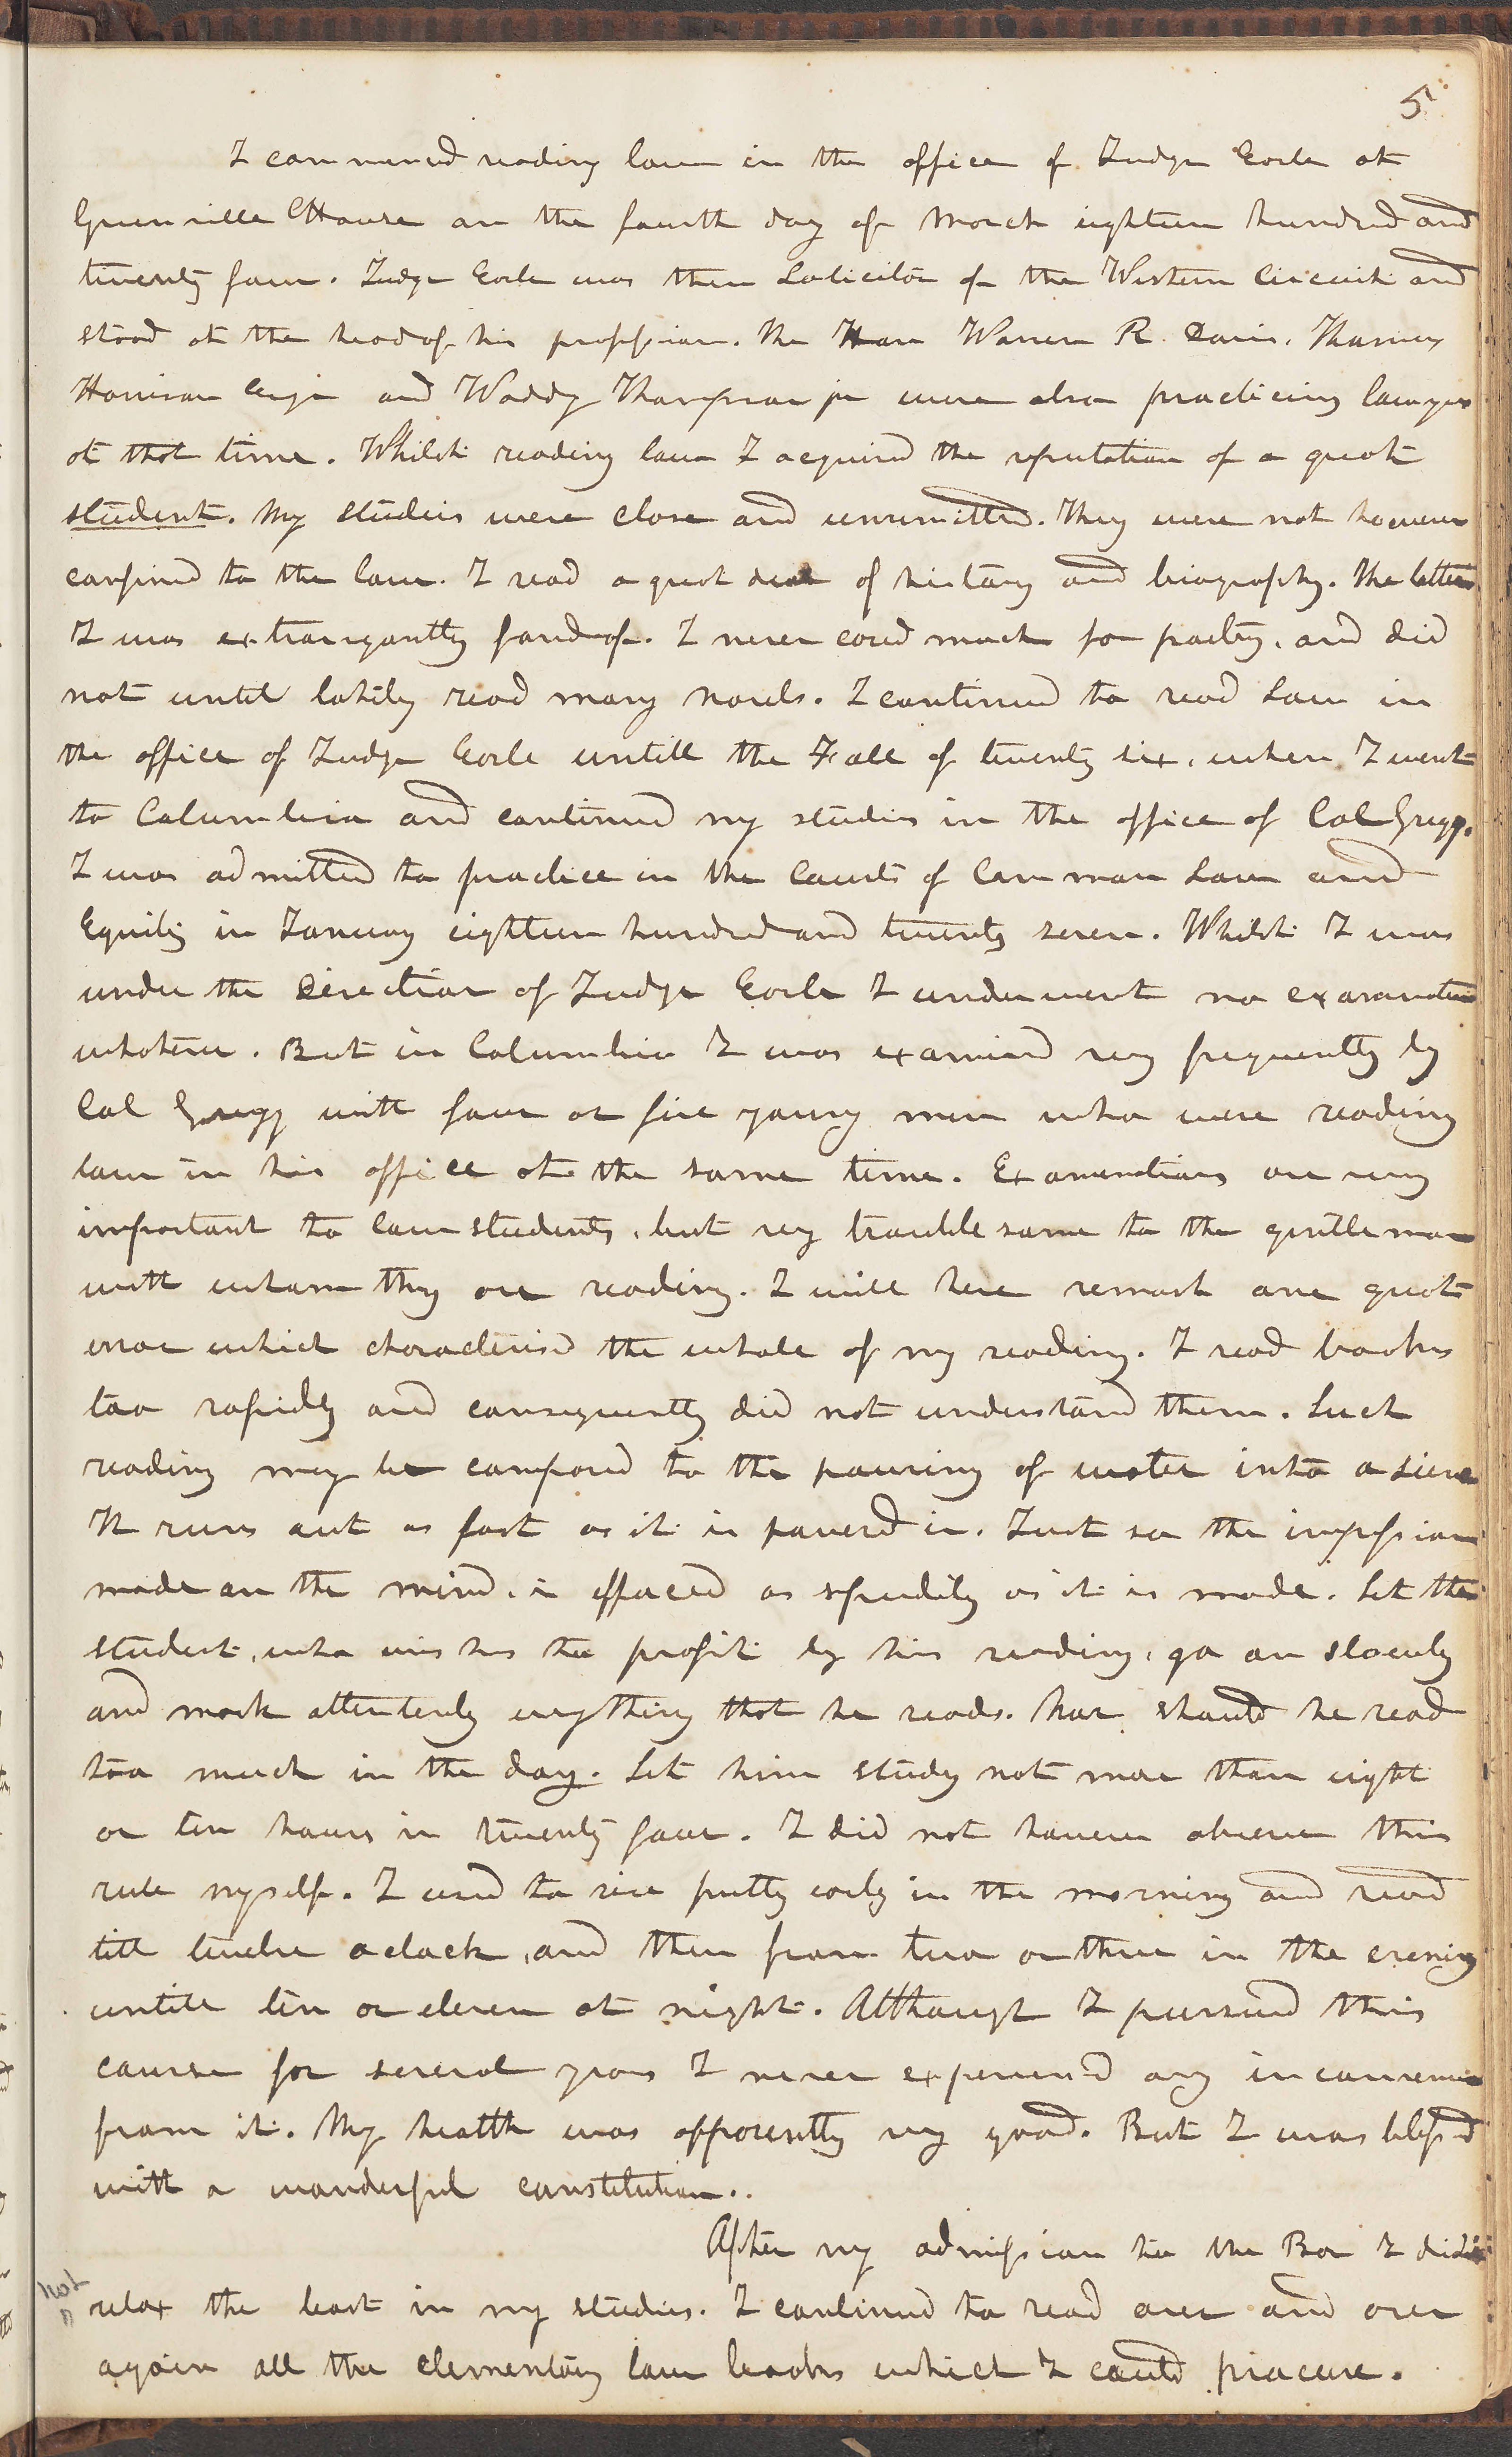 51
I commenced reading law in the office of Judge Earle at
Greenville CHouse on the fourth day of March eighteen hundred and
twenty four. Judge Earle was then Solicitor of the Western Circuit and
stood at the head of his profession. The Hon Warren R. Davis, Thomas
Harrison Esqr and Waddy Thompson jr were also practicing lawyers
at that time. Whilst reading law I acquired the reputation of a great
student. My studies were close and unremitted. They were not however
confined to the law. I read a great deal of history and biography. The latter
I was extravagantly fond of. I never cared much for poetry, and did
not until lately read many novels. I continued to read Law in
the office of Judge Earle untill the Fall of twenty six, when I went
to Columbia and continued my studies in the office of Col Gregg.
I was admitted to practice in the Courts of Common Law and
Equity in January eighteen hundred and twenty seven. Whilst I was
under the direction of Judge Earle I underwent no examination
whatever. But in Columbia I was examined very frequently by
Col Gregg with four or five young men who were reading
law in his office at the same time. Examinations are very
important to law students, but very troublesome to the gentleman
with whom they are reading. I will here remark one great
error which characterised the whole of my reading. I read books
too rapidly and consequently did not understand them. Such
reading may be compared to the pouring of water into a sieve
It runs out as fast as it is poured in. Just so the impression
made on the mind, is effaced as speedily as it is made. Let the
student, who wishes to profit by his reading, go on slowly
and mark attentively everything that he reads. Nor should he read
too much in the day. Let him study not more than eight
or ten hours in twenty four. I did not however observe this
rule myself. I used to rise pretty early in the morning and read
till twelve oclock, and then from two or three in the evening
untill ten or eleven at night. Although I pursued this
course for several years I never experienced any inconvenience
from it. My health was apparently very good. But I was blessed
with a wonderful constitution.
After my admission to the Bar I did
not
relax the least in my studies. I continued to read over and over
again all the elementary law books which I could procure.